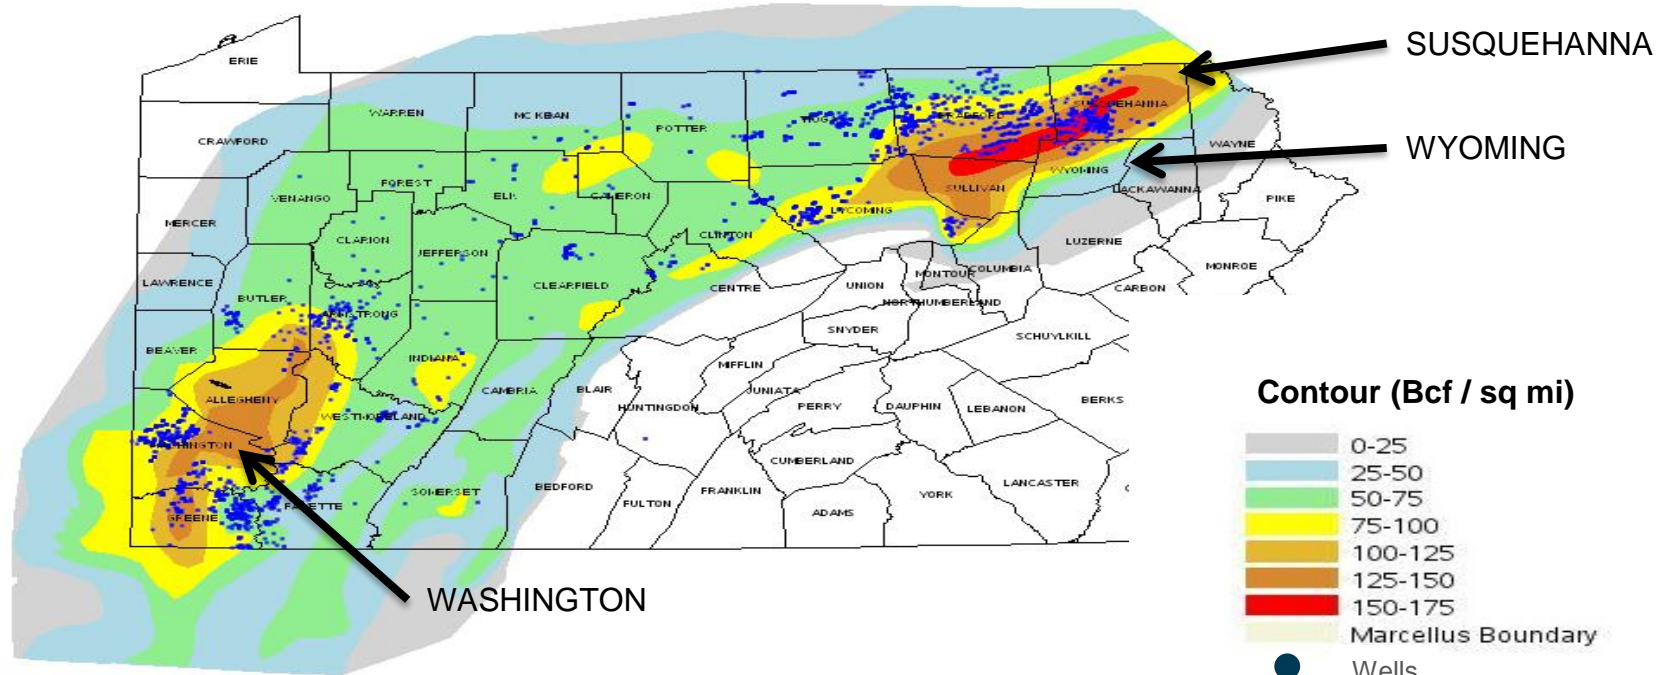 SUSQUEHANNA
WYOMING
WASHINGTON
ERIE
CRAWFORD
WARREN
MC KEAN
POTTER
TIOGA
BRADFORD
SUSQUEHANNA
WAYNE
WYOMING
LACKAWANNA
PIKE
SULLIVAN
MERCER
VENANGO
FOREST
ELK
CAMERON
LYCOMING
CLINTON
CLARION
JEFFERSON
LUZERNE
MONROE
LAWRENCE
BUTLER
ARMSTRONG
CLEARFIELD
CENTRE
UNION
MONTOUR
COLUMBIA
CARBON
NORTHUMBERLAND
SNYDER
SCHUYLKILL
BEAVER
INDIANA
CAMBRIA
BLAIR
MIFFLIN
JUNIATA
PERRY
DAUPHIN
LEBANON
BERKS
ALLEGHENY
WESTMORELAND
HUNTINGDON
WASHINGTON
CUMBERLAND
GREENE
FAYETTE
SOMERSET
BEDFORD
FULTON
FRANKLIN
ADAMS
YORK
LANCASTER
Contour (Bcf / sq mi)
0-25
25-50
50-75
75-100
100-125
125-150
150-175
Marcellus Boundary
Wells